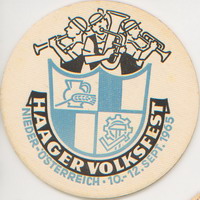 HAAGER VOLKSFEST
NIEDER-ÖSTERREICH · 10.-12. SEPT. 1965